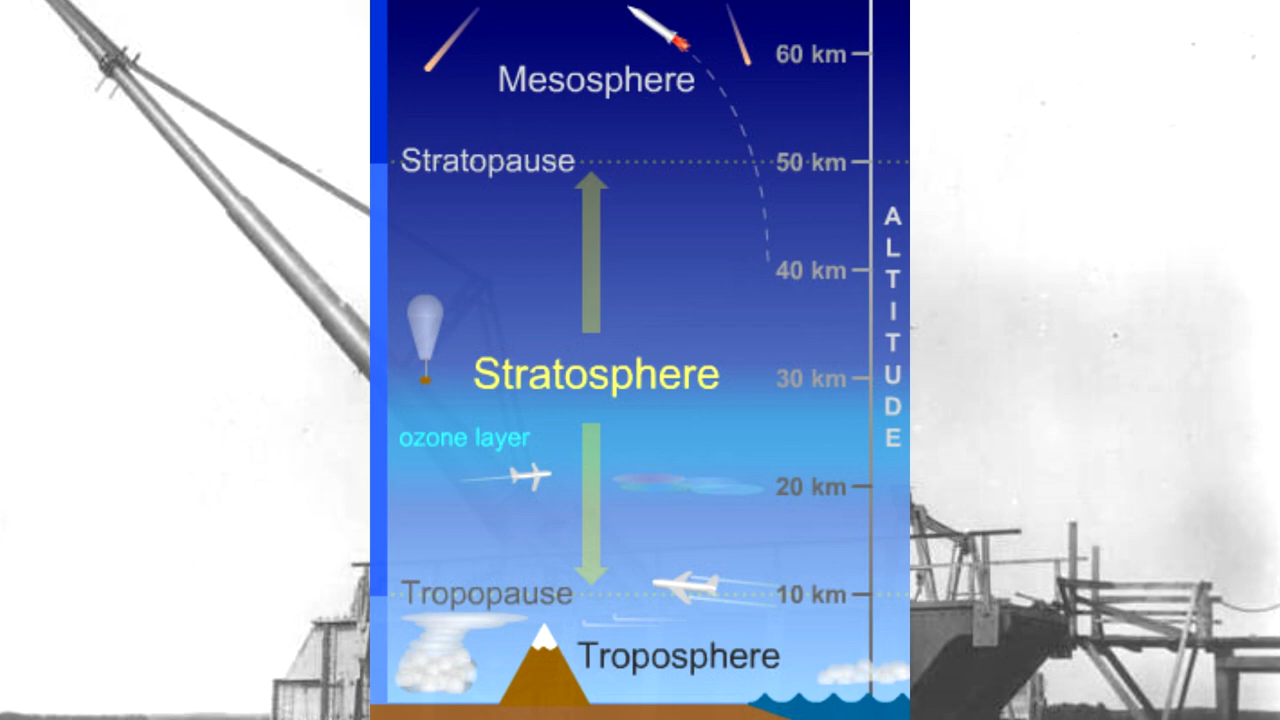 60 km
Mesosphere
Stratopause
50 km
40 km
ALTITUDE
Stratosphere
30 km
ozone layer
20 km
Tropopause
10 km
Troposphere